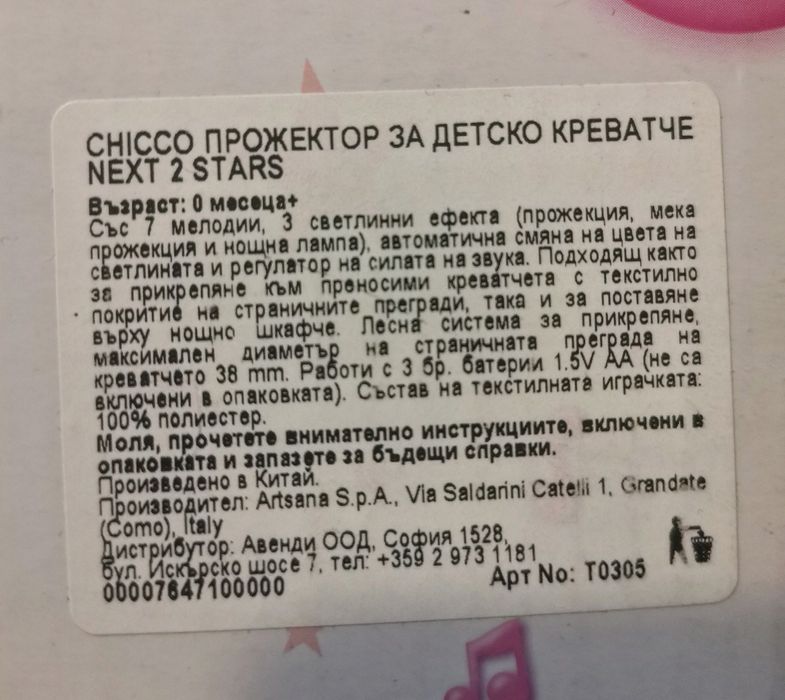 CHICCO ПРОЖЕКТОР ЗА ДЕТСКО КРЕВАТЧЕ
NEXT 2 STARS
Възраст: 0 месеца+
Със 7 мелодии, 3 светлинни ефекта (прожекция, мека
прожекция и нощна лампа), автоматична смяна на цвета на
светлината и регулатор на силата на звука. Подходящ както
за прикрепяне към преносими креватчета с текстилно
покритие на страничните прегради, така и за поставяне
върху нощно шкафче. Лесна система за прикрепяне,
максимален диаметър на страничната преграда на
креватчето 38 mm. Работи с 3 бр. батерии 1.5V AA (не са
включени в опаковката). Състав на текстилната играчката:
100% полиестер.
Моля, прочетете внимателно инструкциите, включени в
опаковката и запазете за бъдещи справки.
Произведено в Китай.
Производител: Artsana S.p.A., Via Saldarini Catelli 1, Grandate
(Como), Italy
Дистрибутор: Авенди ООД, София 1528,
бул. Искърско шосе 7, тел: +359 2 973 1181
00007647100000 Арт No: T0305